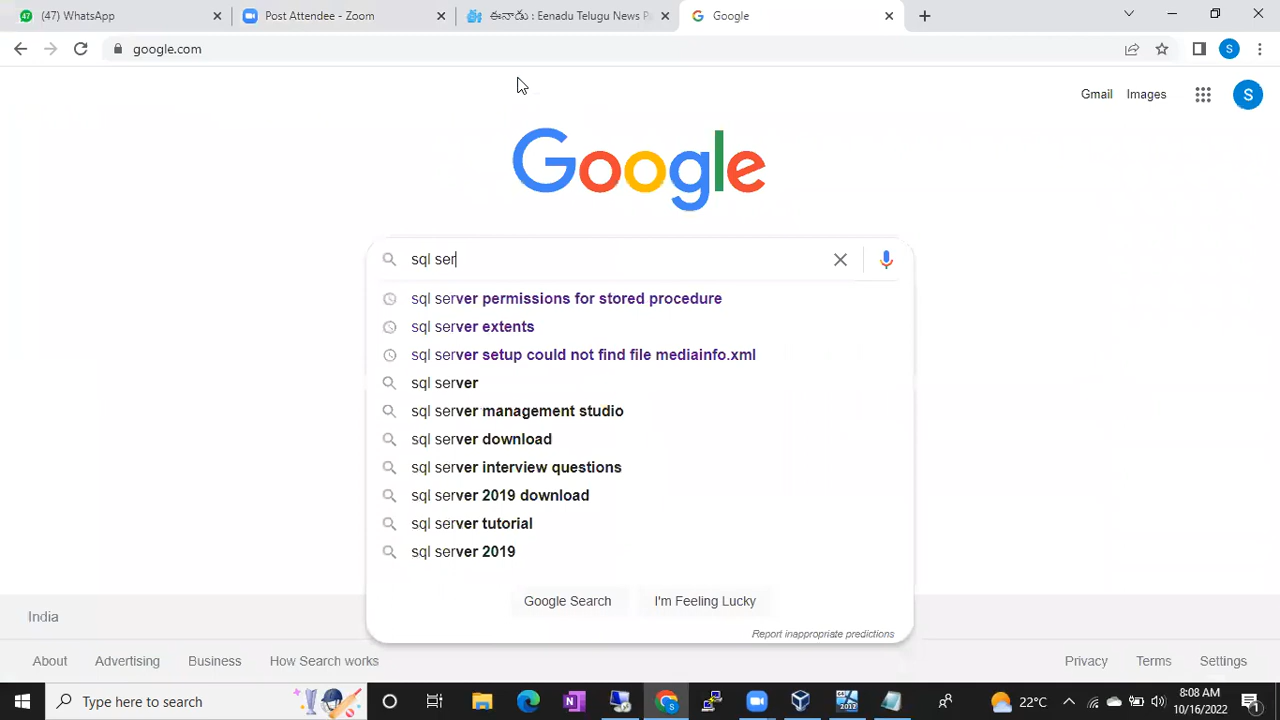 (47) WhatsApp
Post Attendee - Zoom
ఈనాడు : Eenadu Telugu News Pa
Google
google.com
S
Gmail
Images
S
Google
sql ser
sql server permissions for stored procedure
sql server extents
sql server setup could not find file mediainfo.xml
sql server
sql server management studio
sql server download
sql server interview questions
sql server 2019 download
sql server tutorial
sql server 2019
Google Search
I'm Feeling Lucky
Report inappropriate predictions
India
About
Advertising
Business
How Search works
Privacy
Terms
Settings
Type here to search
22°C
8:08 AM
10/16/2022